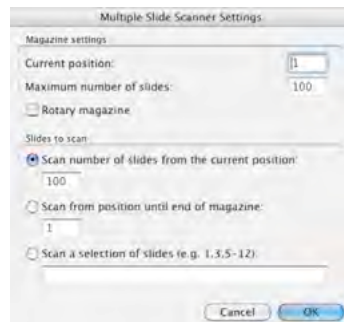 Multiple Slide Scanner Settings
Magazine settings
Current position: 1
Maximum number of slides: 100
Rotary magazine
Slides to scan
Scan number of slides from the current position:
100
Scan from position until end of magazine:
1
Scan a selection of slides (e.g. 1,3,5-12):
Cancel OK